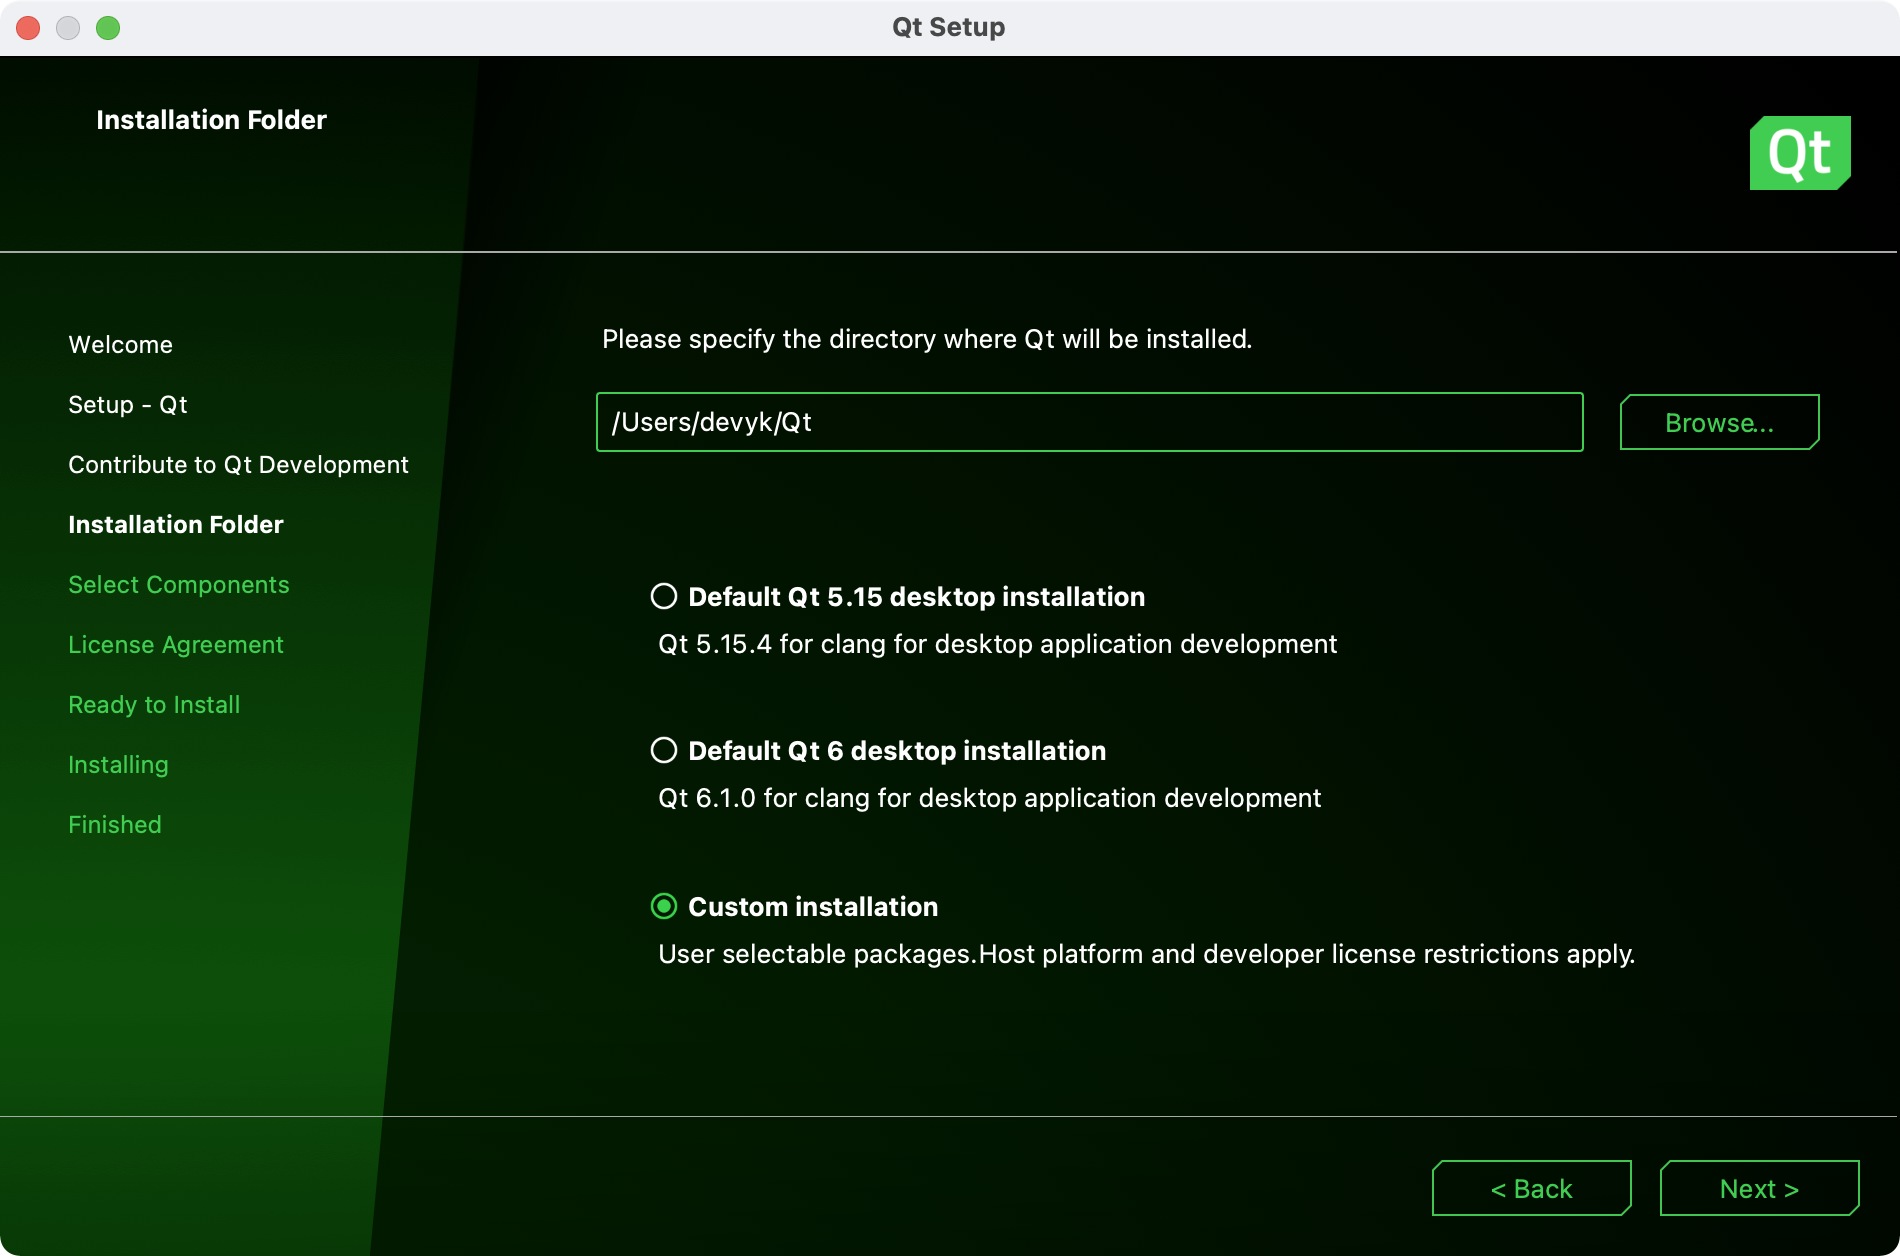 Qt Setup
Installation Folder
Qt
Welcome
Setup - Qt
Contribute to Qt Development
Installation Folder
Select Components
License Agreement
Ready to Install
Installing
Finished
Please specify the directory where Qt will be installed.
/Users/devyk/Qt
Browse...
Default Qt 5.15 desktop installation
Qt 5.15.4 for clang for desktop application development
Default Qt 6 desktop installation
Qt 6.1.0 for clang for desktop application development
Custom installation
User selectable packages.Host platform and developer license restrictions apply.
< Back
Next >